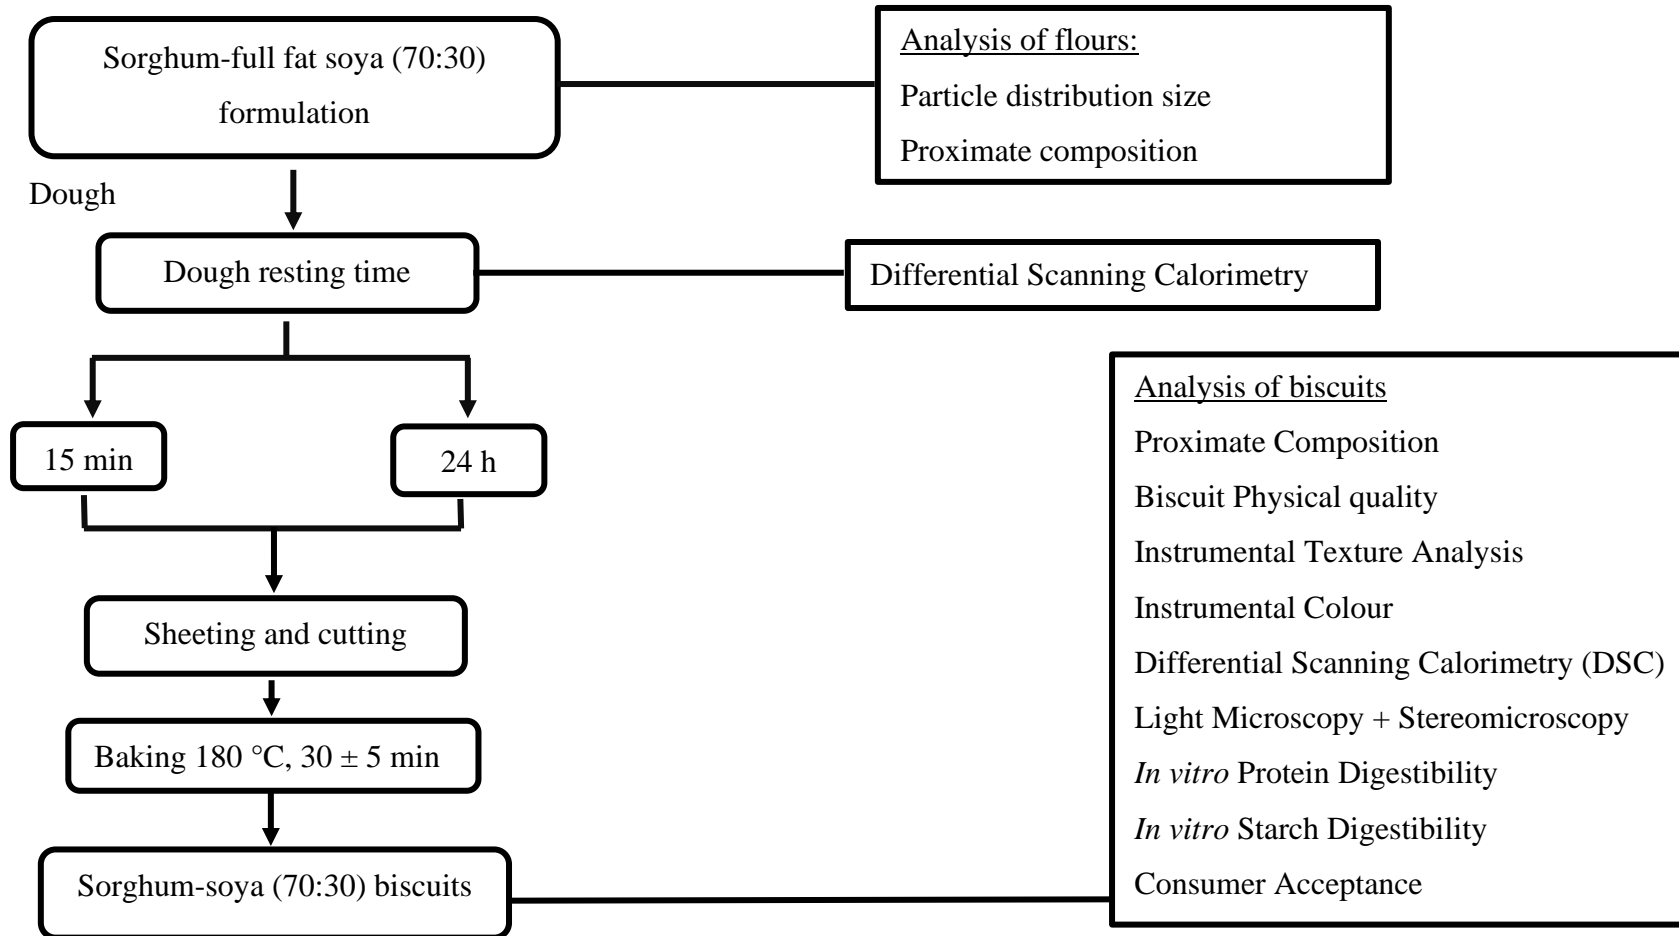 Sorghum-full fat soya (70:30)
formulation
Analysis of flours:
Particle distribution size
Proximate composition
Dough
Dough resting time
Differential Scanning Calorimetry
15 min
24 h
Sheeting and cutting
Baking 180 °C, 30 ± 5 min
Sorghum-soya (70:30) biscuits
Analysis of biscuits
Proximate Composition
Biscuit Physical quality
Instrumental Texture Analysis
Instrumental Colour
Differential Scanning Calorimetry (DSC)
Light Microscopy + Stereomicroscopy
In vitro Protein Digestibility
In vitro Starch Digestibility
Consumer Acceptance